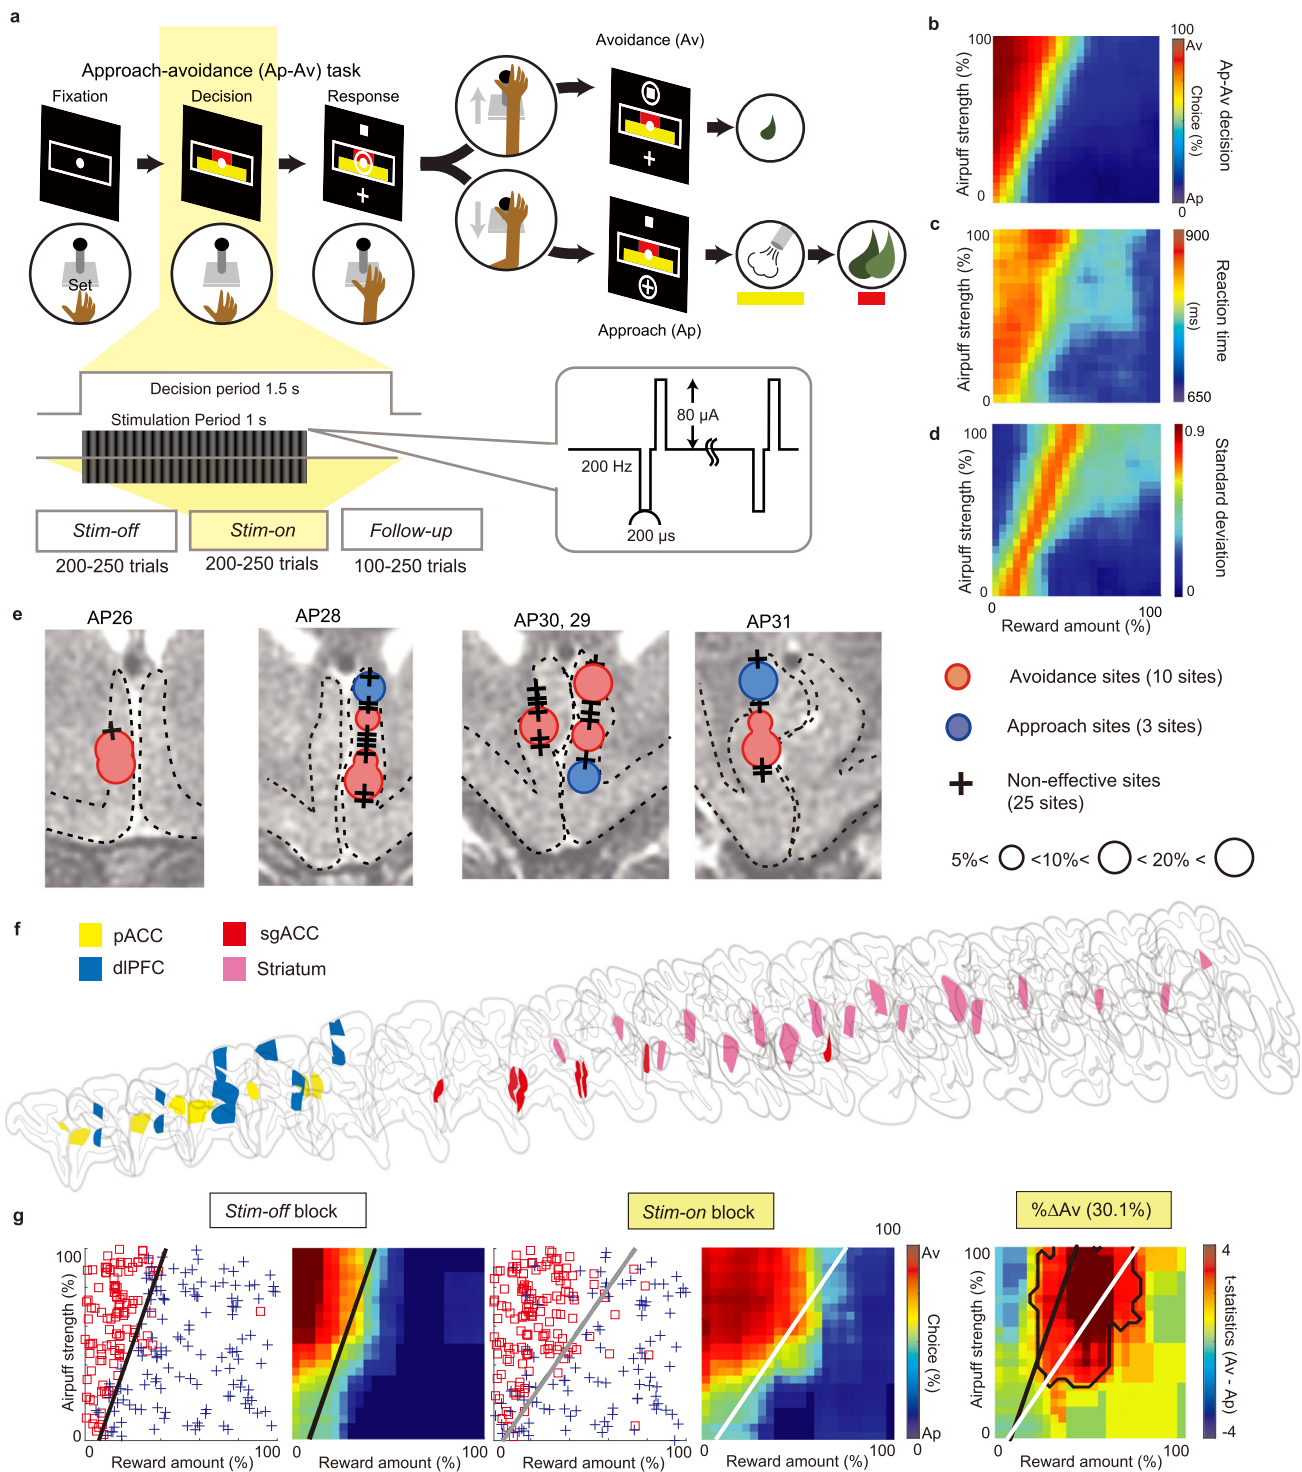 a
Approach-avoidance (Ap-Av) task
Fixation
Decision
Response
Avoidance (Av)
Set
Approach (Ap)
Decision period 1.5 s
Stimulation Period 1 s
80 µA
200 Hz
200 µs
Stim-off
Stim-on
Follow-up
200-250 trials
200-250 trials
100-250 trials
b
100
0
Airpuff strength (%)
100
Av
Choice (%)
Ap
0
Ap-Av decision
c
100
0
Airpuff strength (%)
900
(ms)
650
Reaction time
d
100
0
Airpuff strength (%)
0.9
0
Standard deviation
0
100
Reward amount (%)
e
AP26
AP28
AP30, 29
AP31
Avoidance sites (10 sites)
Approach sites (3 sites)
Non-effective sites
(25 sites)
5%< <10%< < 20% <
f
pACC
sgACC
dlPFC
Striatum
g
Stim-off block
Stim-on block
%ΔAv (30.1%)
100
0
Airpuff strength (%)
0
100
Reward amount (%)
0
100
Reward amount (%)
0
100
Reward amount (%)
0
100
Reward amount (%)
100
Av
Choice (%)
Ap
0
100
0
Airpuff strength (%)
0
100
Reward amount (%)
4
t-statistics (Av - Ap)
-4